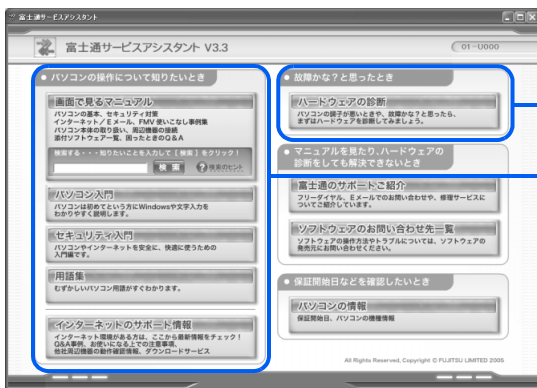 富士通サービスアシスタント
富士通サービスアシスタント V3.3
01-U000
パソコンの操作について知りたいとき
画面で見るマニュアル
パソコンの基本、セキュリティ対策
インターネット／Eメール、FMV 使いこなし事例集
パソコン本体の取り扱い、周辺機器の接続
添付ソフトウェア一覧、困ったときのQ&A
検索する・・・知りたいことを入力して [ 検索 ] をクリック！
検 索
検索のヒント
パソコン入門
パソコンは初めてという方にWindowsや文字入力を
わかりやすく説明します。
セキュリティ入門
パソコンやインターネットを安全に、快適に使うための
入門書です。
用語集
むずかしいパソコン用語がすぐわかります。
インターネットのサポート情報
インターネット環境がある方は、ここから最新情報をチェック！
Q&A事例、お使いになる上での注意事項、
他社周辺機器の動作確認情報、ダウンロードサービス
故障かな？と思ったとき
ハードウェアの診断
パソコンの調子が悪いときや、故障かな？と思ったら、
まずはハードウェアを診断してみましょう。
マニュアルを見たり、ハードウェアの
診断をしても解決できないとき
富士通のサポートご紹介
フリーダイヤル、Eメールでのお問い合わせや、修理サービスに
ついてご紹介しています。
ソフトウェアのお問い合わせ先一覧
ソフトウェアの操作方法やトラブルについては、ソフトウェアの
発売元にお問い合わせください。
保証開始日などを確認したいとき
パソコンの情報
保証開始日、パソコンの機種情報
All Rights Reserved, Copyright © FUJITSU LIMITED 2005